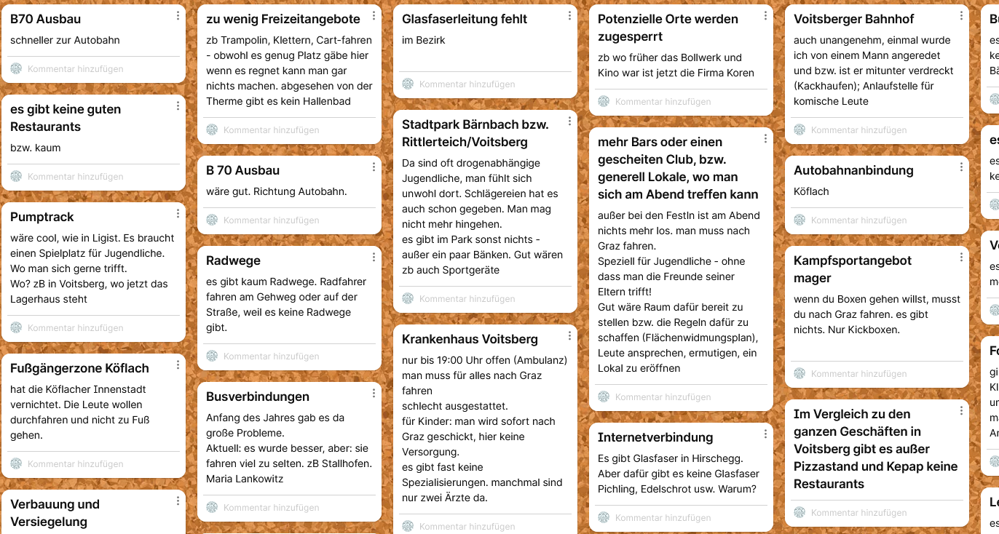 B70 Ausbau
schneller zur Autobahn
Kommentar hinzufügen
es gibt keine guten
Restaurants
bzw. kaum
Kommentar hinzufügen
Pumptrack
wäre cool, wie in Ligist. Es braucht
einen Spielplatz für Jugendliche.
Wo man sich gerne trifft.
Wo? zB in Voitsberg, wo jetzt das
Lagerhaus steht
Kommentar hinzufügen
Fußgängerzone Köflach
hat die Köflacher Innenstadt
vernichtet. Die Leute wollen
durchfahren und nicht zu Fuß
gehen.
Kommentar hinzufügen
Verbauung und
Versiegelung
zu wenig Freizeitangebote
zb Trampolin, Klettern, Cart-fahren
- obwohl es genug Platz gäbe hier
wenn es regnet kann man gar
nichts machen. abgesehen von der
Therme gibt es kein Hallenbad
Kommentar hinzufügen
B 70 Ausbau
wäre gut. Richtung Autobahn.
Kommentar hinzufügen
Radwege
es gibt kaum Radwege. Radfahrer
fahren am Gehweg oder auf der
Straße, weil es keine Radwege
gibt.
Kommentar hinzufügen
Busverbindungen
Anfang des Jahres gab es da
große Probleme.
Aktuell: es wurde besser, aber: sie
fahren viel zu selten. zB Stallhofen.
Maria Lankowitz
Kommentar hinzufügen
Glasfaserleitung fehlt
im Bezirk
Kommentar hinzufügen
Stadtpark Bärnbach bzw.
Rittlerteich/Voitsberg
Da sind oft drogenabhängige
Jugendliche, man fühlt sich
unwohl dort. Schlägereien hat es
auch schon gegeben. Man mag
nicht mehr hingehen.
es gibt im Park sonst nichts -
außer ein paar Bänken. Gut wären
zb auch Sportgeräte
Kommentar hinzufügen
Krankenhaus Voitsberg
nur bis 19:00 Uhr offen (Ambulanz)
man muss für alles nach Graz
fahren
schlecht ausgestattet.
für Kinder: man wird sofort nach
Graz geschickt, hier keine
Versorgung.
es gibt fast keine
Spezialisierungen. manchmal sind
nur zwei Ärzte da.
Kommentar hinzufügen
Potenzielle Orte werden
zugesperrt
zb wo früher das Bollwerk und
Kino war ist jetzt die Firma Koren
Kommentar hinzufügen
mehr Bars oder einen
gescheiten Club, bzw.
generell Lokale, wo man
sich am Abend treffen kann
außer bei den Festln ist am Abend
nichts mehr los. man muss nach
Graz fahren.
Speziell für Jugendliche - ohne
dass man die Freunde seiner
Eltern trifft!
Gut wäre Raum dafür bereit zu
stellen bzw. die Regeln dafür zu
schaffen (Flächenwidmungsplan),
Leute ansprechen, ermutigen, ein
Lokal zu eröffnen
Kommentar hinzufügen
Internetverbindung
Es gibt Glasfaser in Hirschegg.
Aber dafür gibt es keine Glasfaser
Pichling, Edelschrot usw. Warum?
Kommentar hinzufügen
Voitsberger Bahnhof
auch unangenehm, einmal wurde
ich von einem Mann angeredet
und bzw. ist er mitunter verdreckt
(Kackhaufen); Anlaufstelle für
komische Leute
Kommentar hinzufügen
Autobahnanbindung
Köflach
Kommentar hinzufügen
Kampfsportangebot
mager
wenn du Boxen gehen willst, musst
du nach Graz fahren. es gibt
nichts. Nur Kickboxen.
Kommentar hinzufügen
Im Vergleich zu den
ganzen Geschäften in
Voitsberg gibt es außer
Pizzastand und Kepap keine
Restaurants
Kommentar hinzufügen